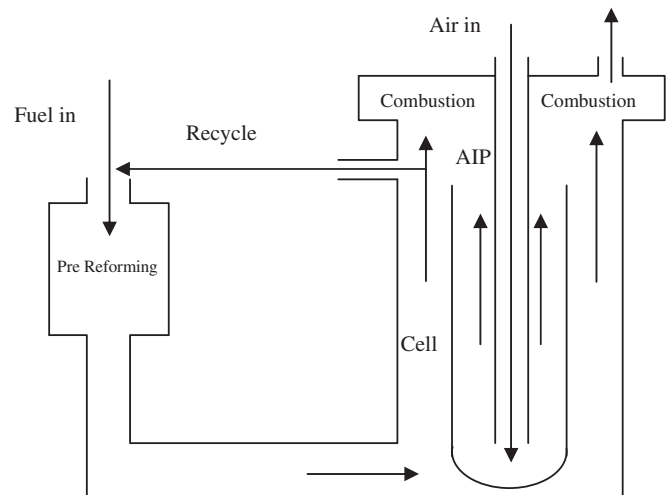 Air in
Combustion
Combustion
Fuel in
Recycle
AIP
Pre Reforming
Cell